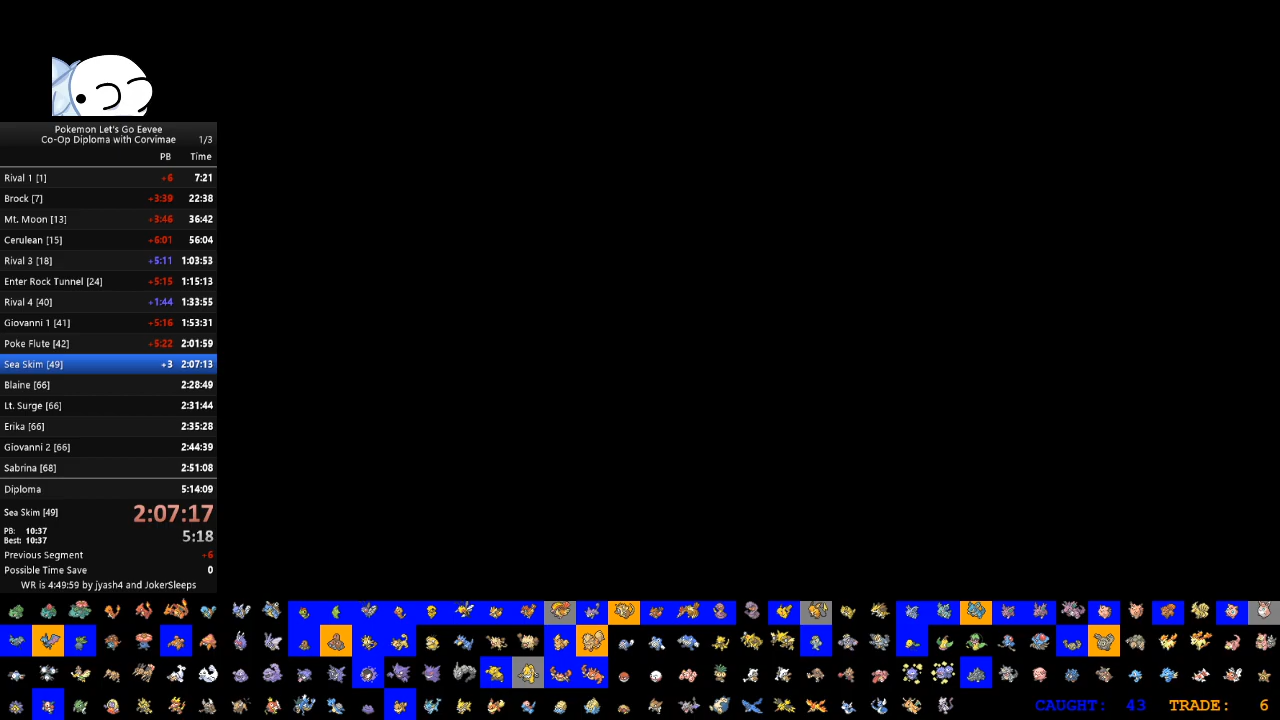 Pokemon Let's Go Eevee
Co-Op Diploma with Corvimae 1/3
PB Time
Rival 1 [1] +6 7:21
Brock [7] +3:39 22:38
Mt. Moon [13] +3:46 36:42
Cerulean [15] +6:01 56:04
Rival 3 [18] +5:11 1:03:53
Enter Rock Tunnel [24] +5:15 1:15:13
Rival 4 [40] +1:44 1:33:55
Giovanni 1 [41] +5:16 1:53:31
Poke Flute [42] +5:22 2:01:59
Sea Skim [49] +3 2:07:13
Blaine [66] 2:28:49
Lt. Surge [66] 2:31:44
Erika [66] 2:35:28
Giovanni 2 [66] 2:44:39
Sabrina [68] 2:51:08
Diploma 5:14:09
Sea Skim [49] 2:07:17
PB: 10:37
Best: 10:37 5:18
Previous Segment +6
Possible Time Save 0
WR is 4:49:59 by jyash4 and JokerSleeps
CAUGHT: 43 TRADE: 6